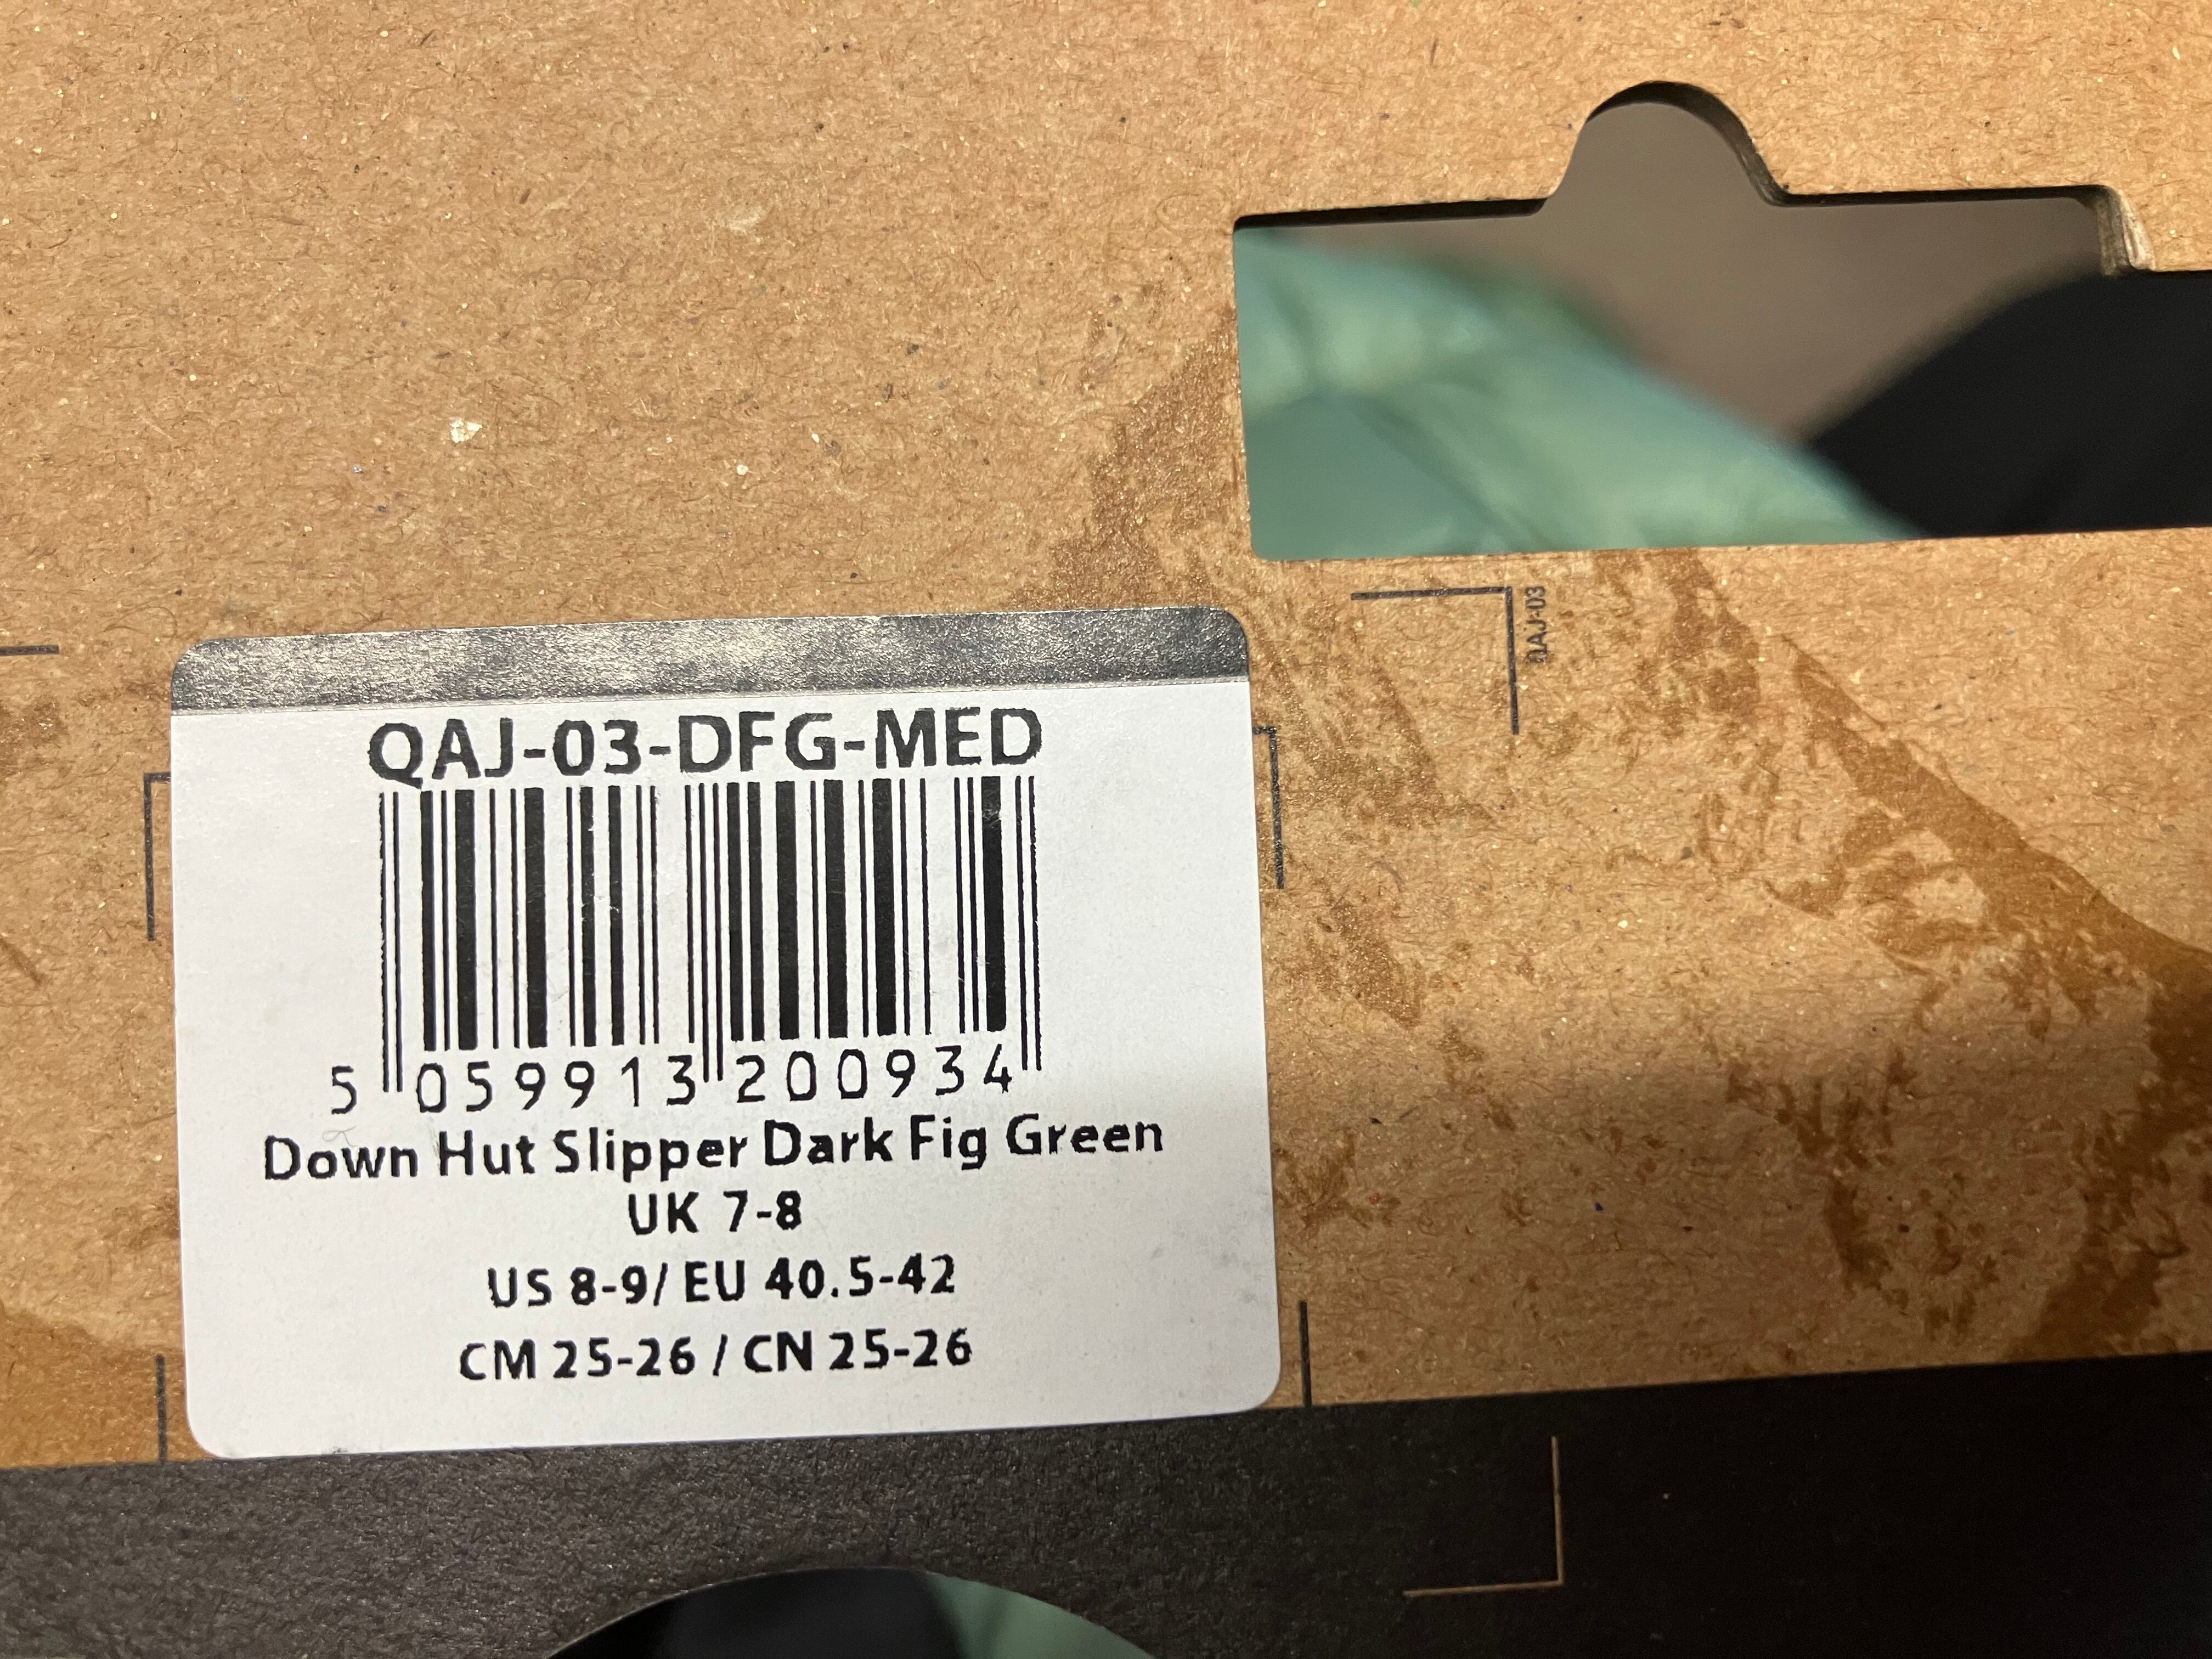 QAJ-03
QAJ-03-DFG-MED
5 059913 200934
Down Hut Slipper Dark Fig Green
UK 7-8
US 8-9/ EU 40.5-42
CM 25-26 / CN 25-26